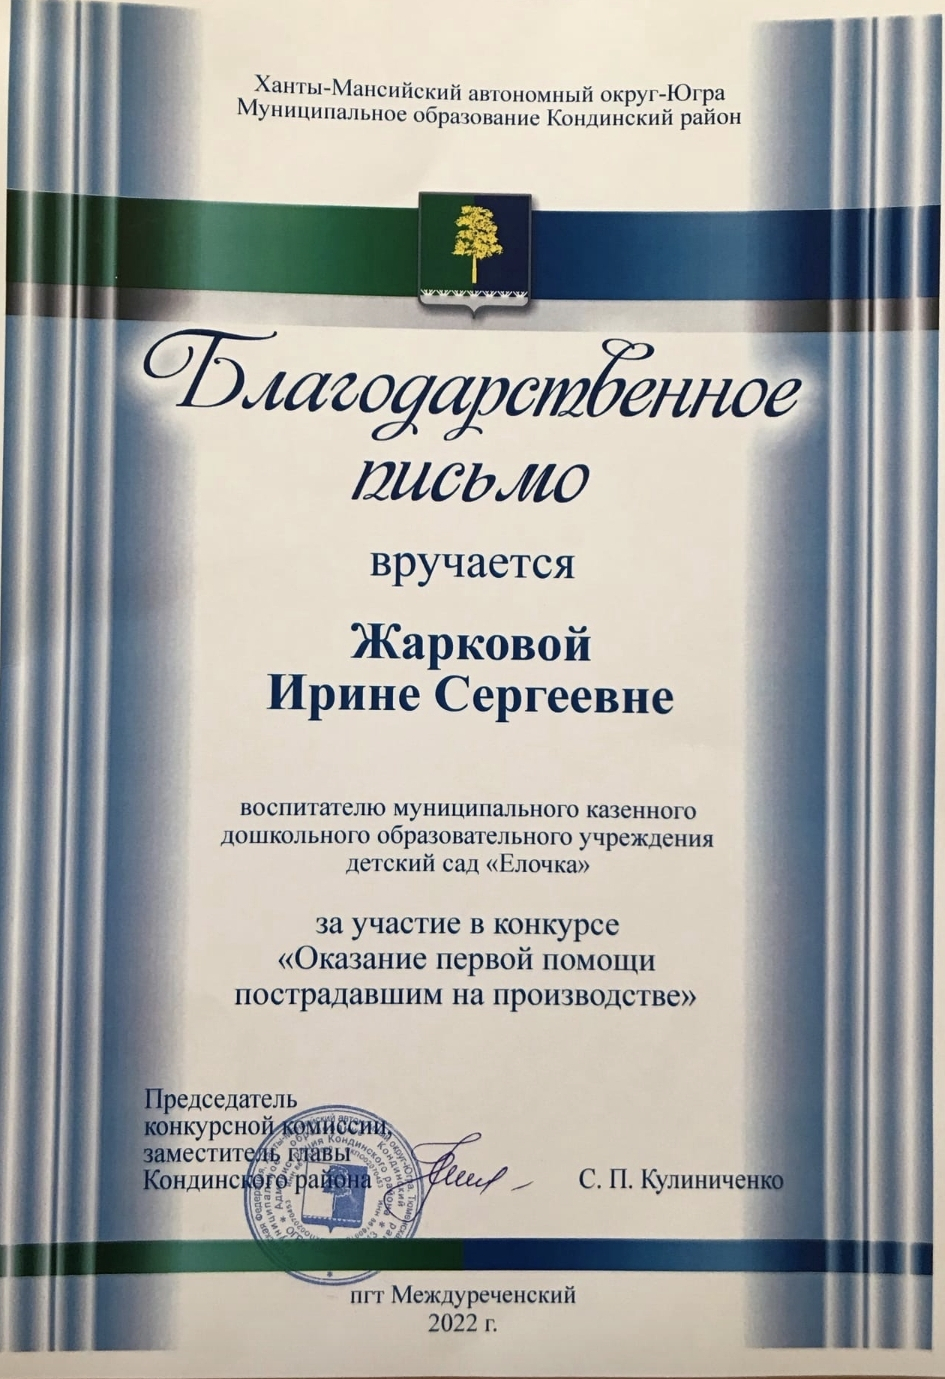 Ханты-Мансийский автономный округ-Югра
Муниципальное образование Кондинский район
Благодарственное
письмо
вручается
Жарковой
Ирине Сергеевне
воспитателю муниципального казенного
дошкольного образовательного учреждения
детский сад «Елочка»
за участие в конкурсе
«Оказание первой помощи
пострадавшим на производстве»
Председатель
конкурсной комиссии,
заместитель главы
Кондинского района
С. П. Кулиниченко
пгт Междуреченский
2022 г.